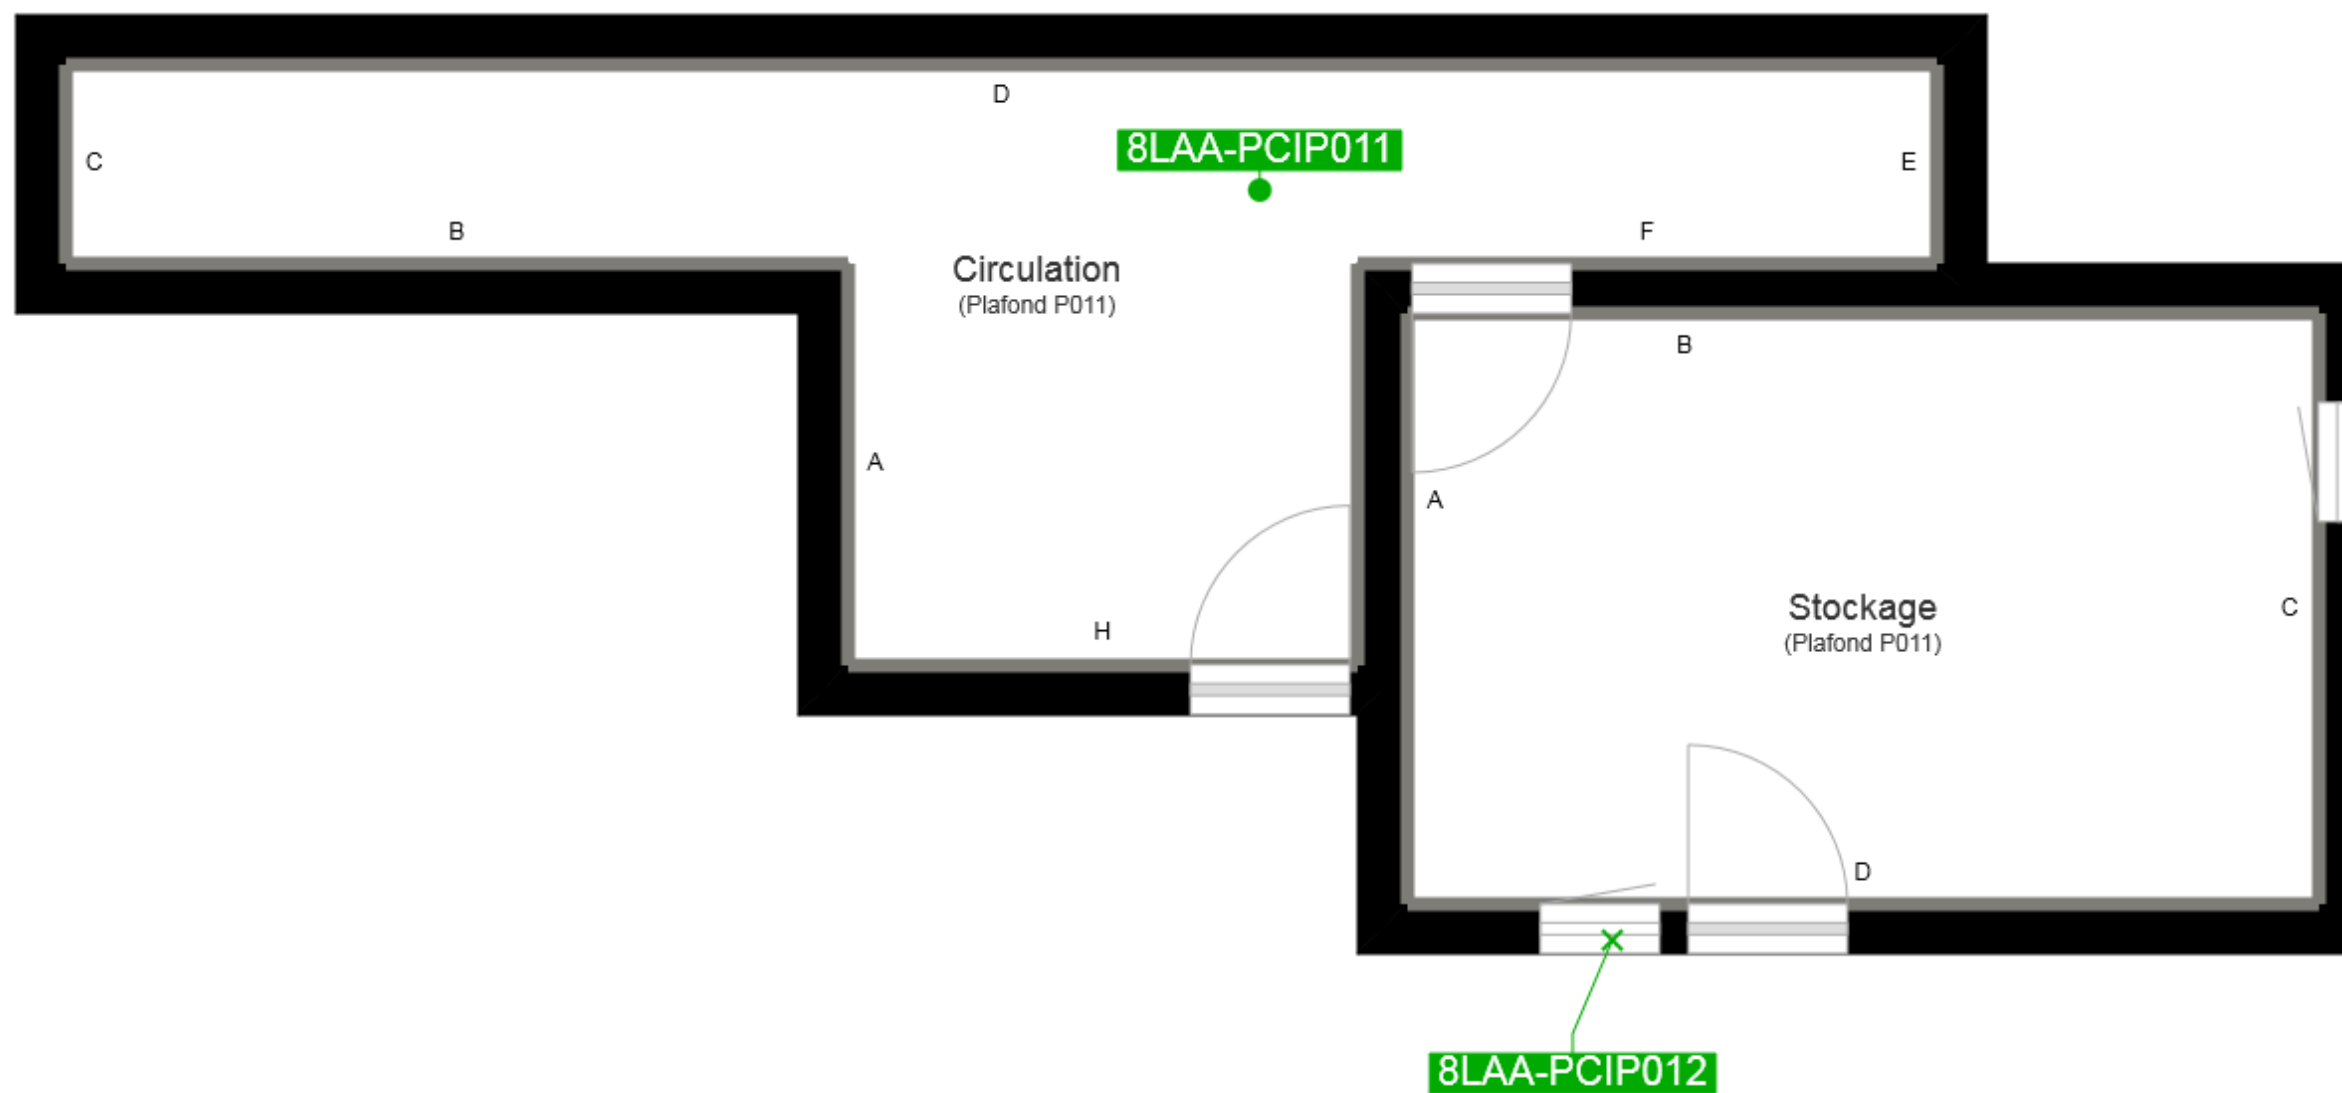 D
8LAA-PCIP011
C
E
B
F
Circulation
(Plafond P011)
B
A
A
Stockage
(Plafond P011)
C
H
D
8LAA-PCIP012